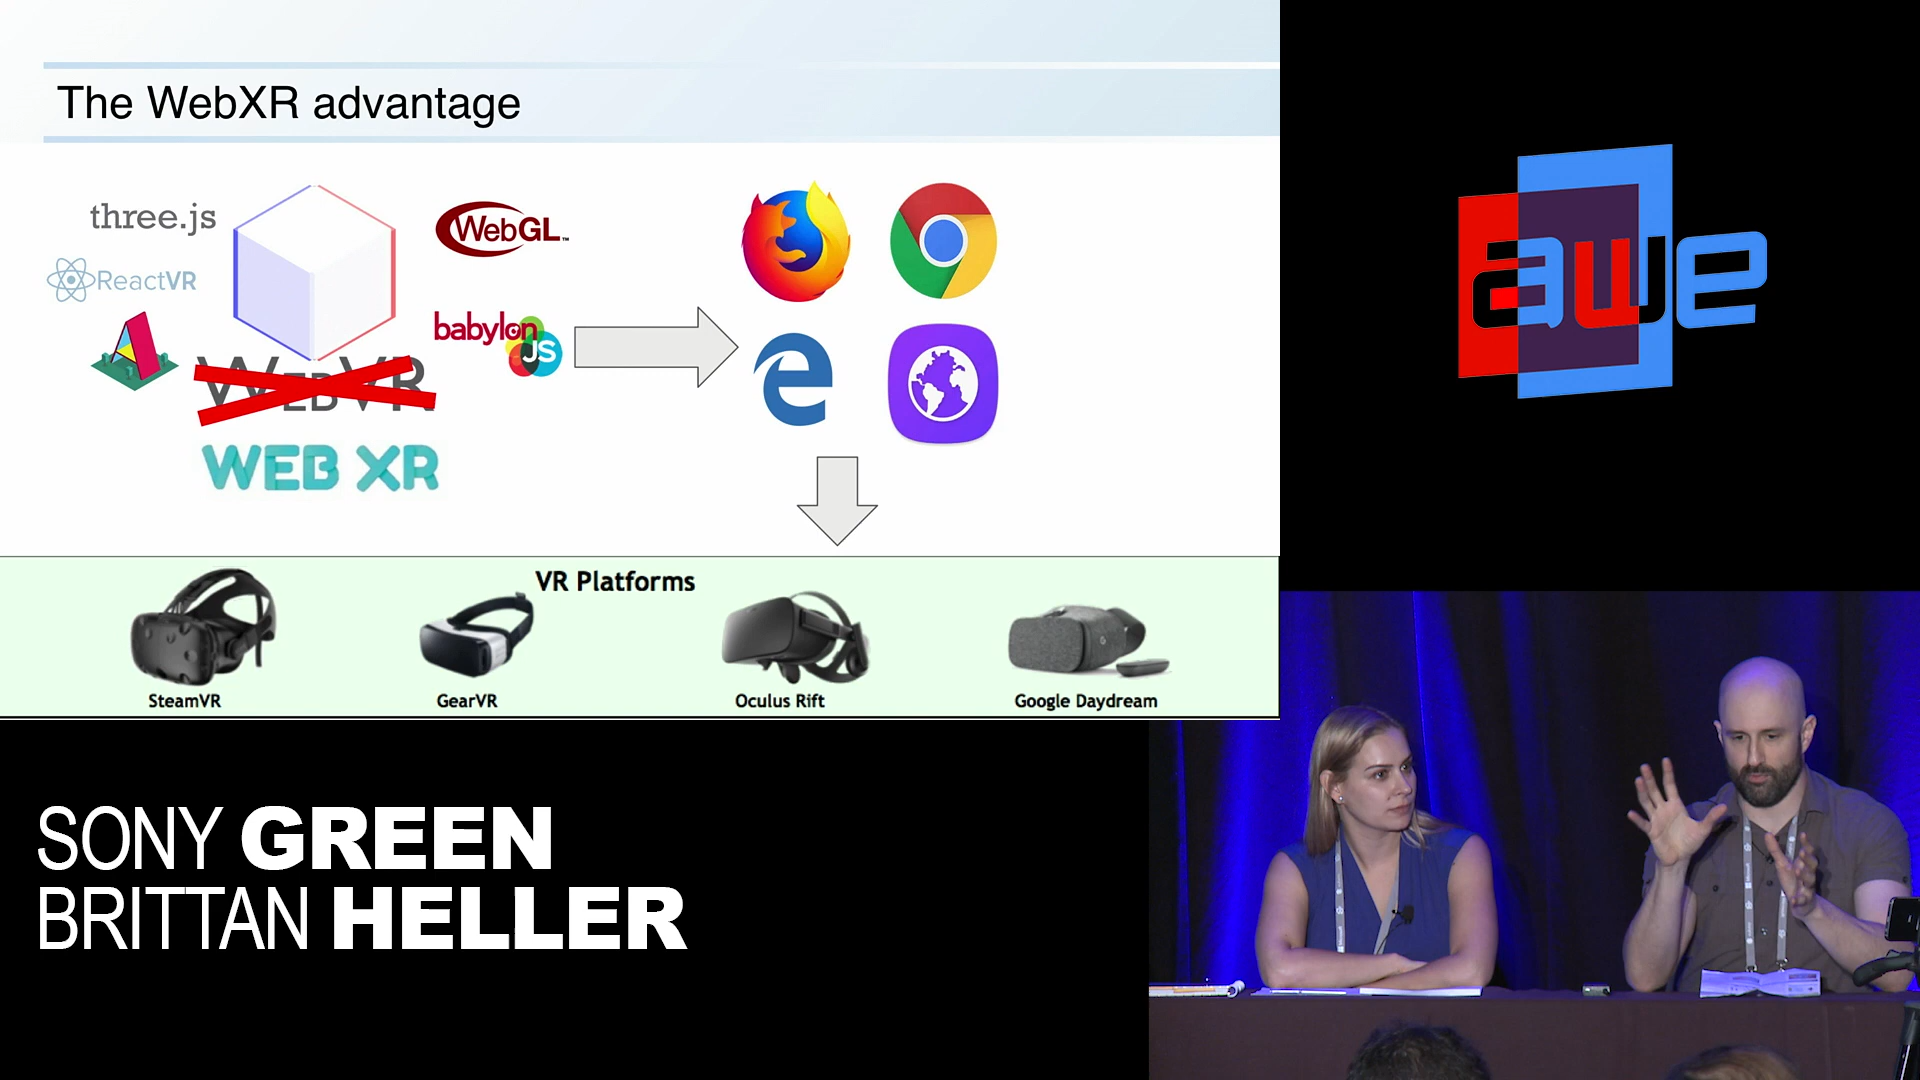 The WebXR advantage
three.js
WebGL™
ReactVR
babylon
JS
WEBVR
WEB XR
VR Platforms
SteamVR
GearVR
Oculus Rift
Google Daydream
awe
SONY GREEN
BRITTAN HELLER